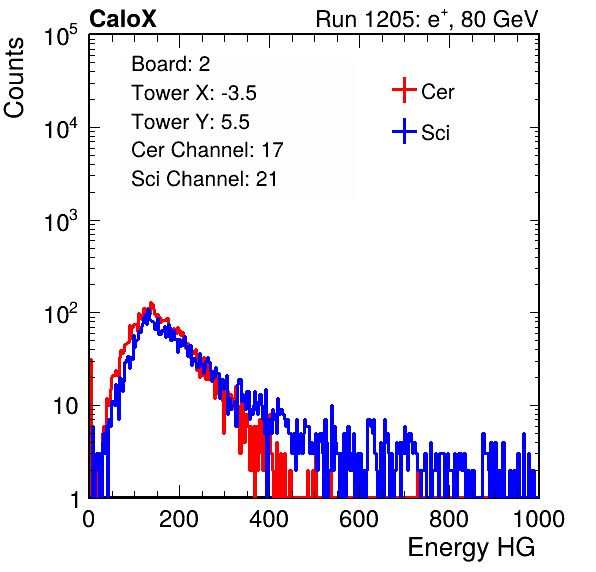 CaloX Run 1205: e⁺, 80 GeV
Counts
10⁵
10⁴
10³
10²
10
1
Board: 2
Tower X: -3.5
Tower Y: 5.5
Cer Channel: 17
Sci Channel: 21
Cer
Sci
0 200 400 600 800 1000
Energy HG